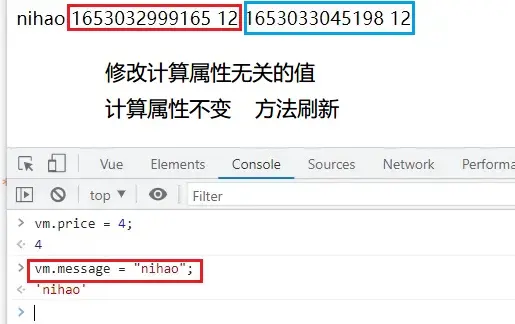 nihao 1653032999165 12 1653033045198 12
修改计算属性无关的值
计算属性不变 方法刷新
Vue Elements Console Sources Network Performa
top ▼ Filter
> vm.price = 4;
<· 4
> vm.message = "nihao";
<· 'nihao'
>